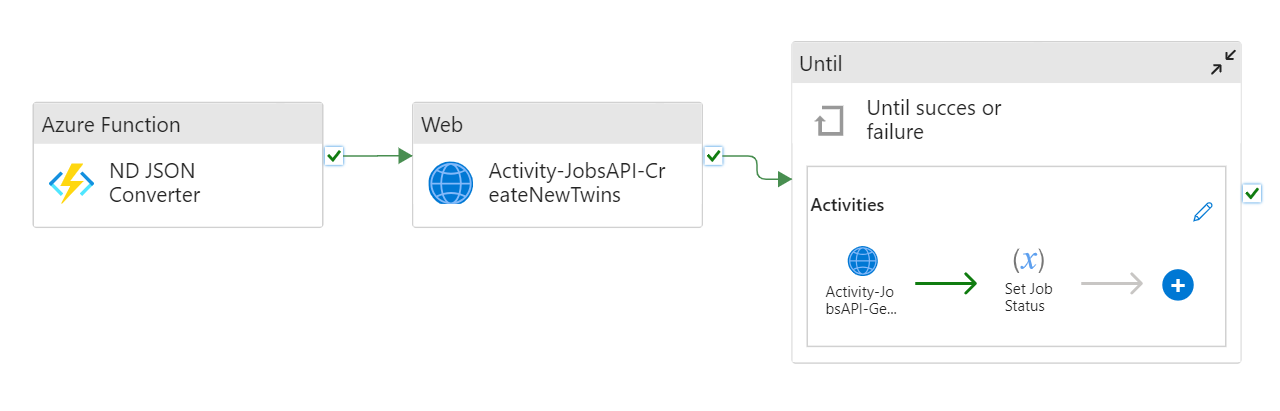 Azure Function
ND JSON
Converter
Web
Activity-JobsAPI-Cr
eateNewTwins
Until
Until succes or
failure
Activities
Activity-Jo
bsAPI-Ge...
(x)
Set Job
Status